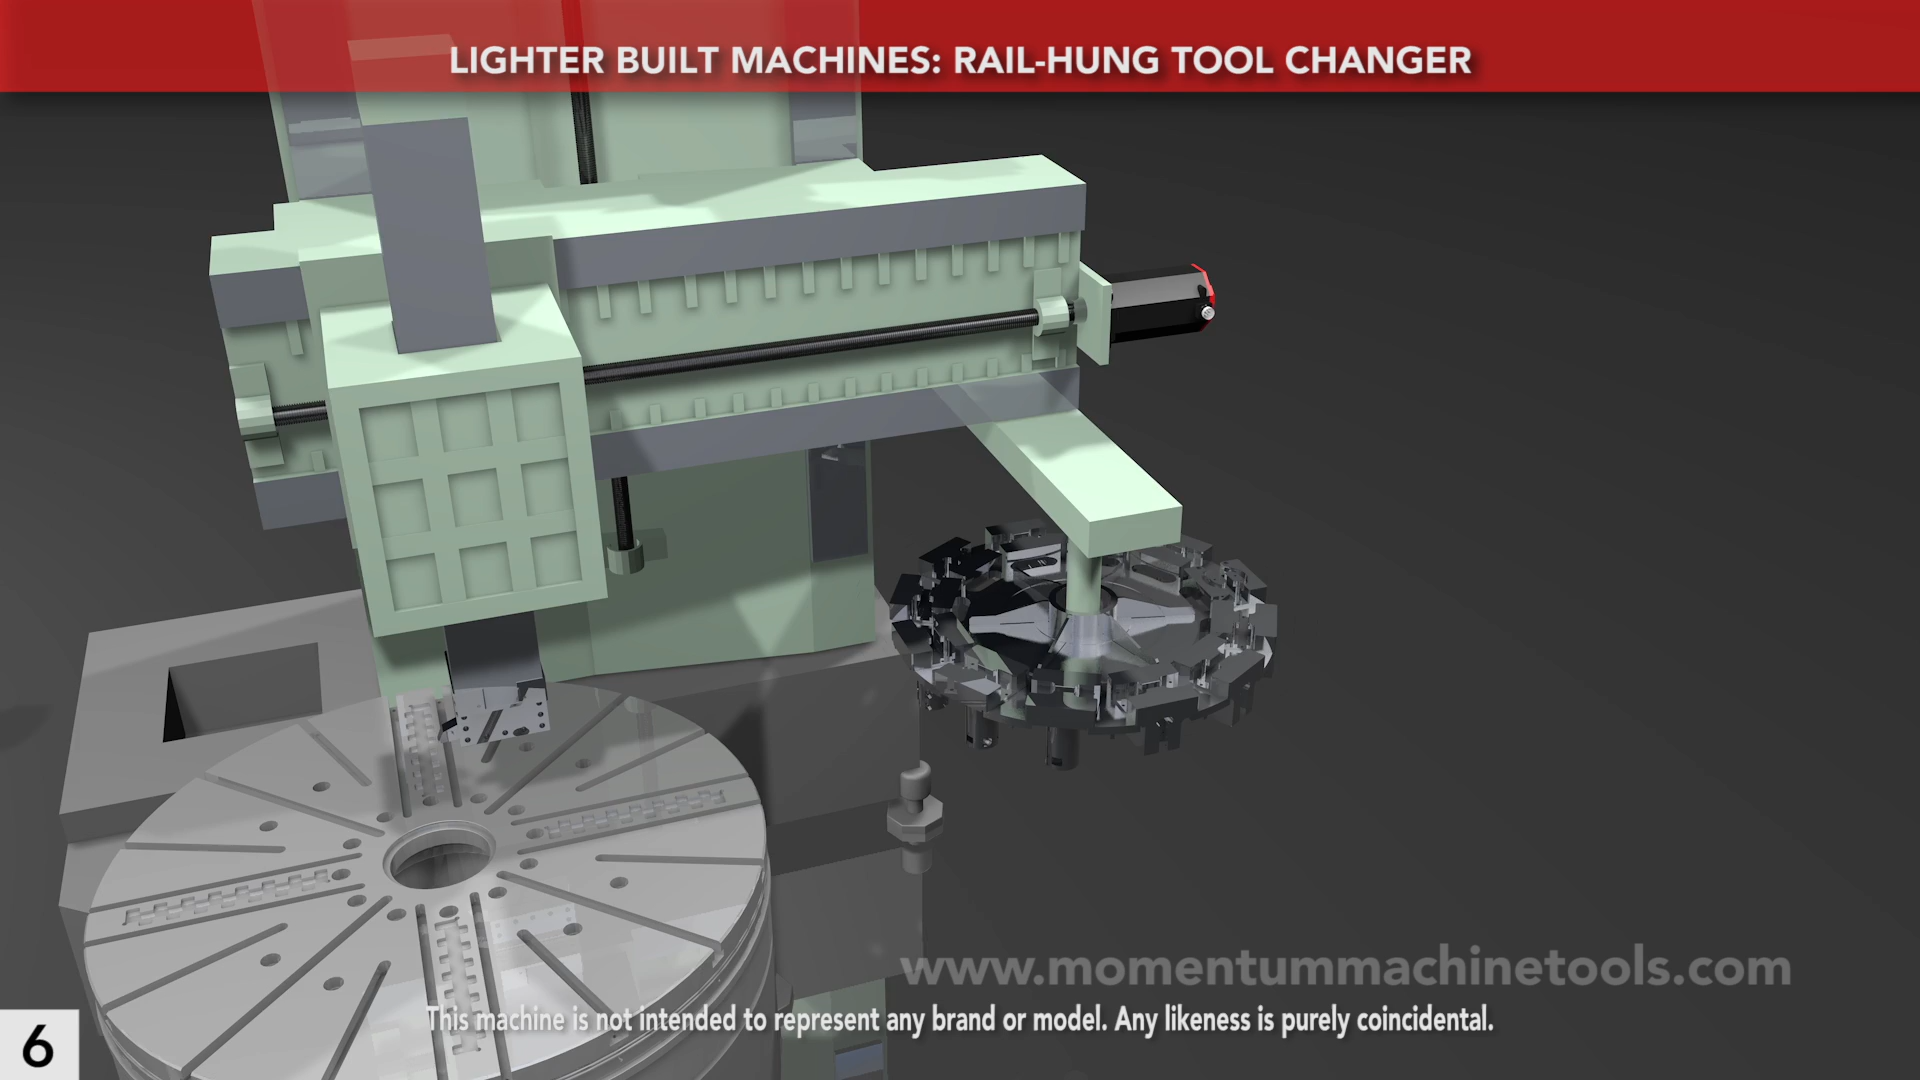 LIGHTER BUILT MACHINES: RAIL-HUNG TOOL CHANGER
www.momentummachinetools.com
This machine is not intended to represent any brand or model. Any likeness is purely coincidental.
6